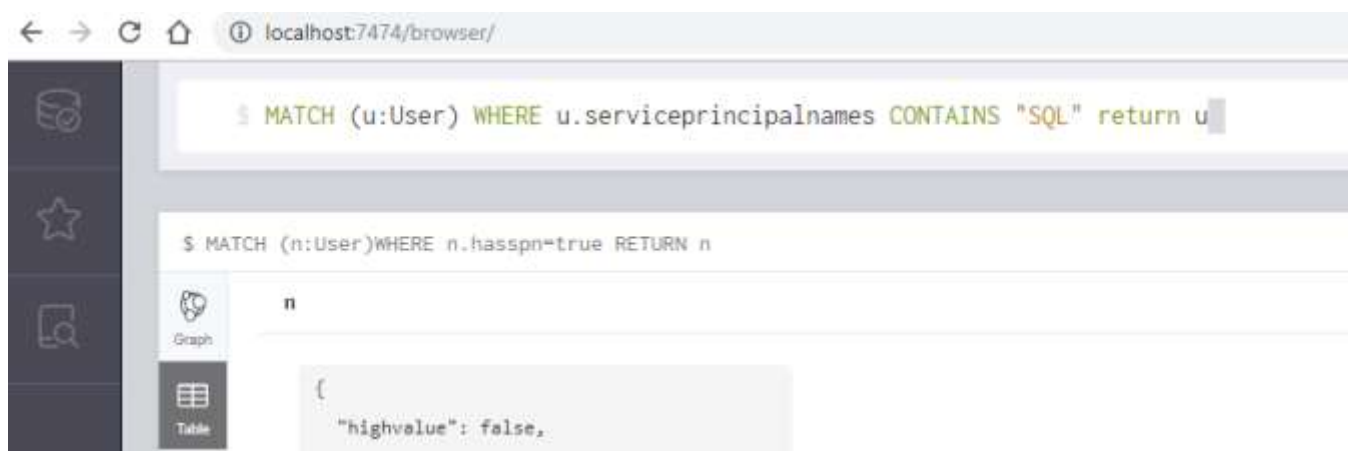 localhost:7474/browser/
$ MATCH (u:User) WHERE u.serviceprincipalnames CONTAINS "SQL" return u
$ MATCH (n:User)WHERE n.hasspn=true RETURN n
n
Graph
{
Table
"highvalue": false,